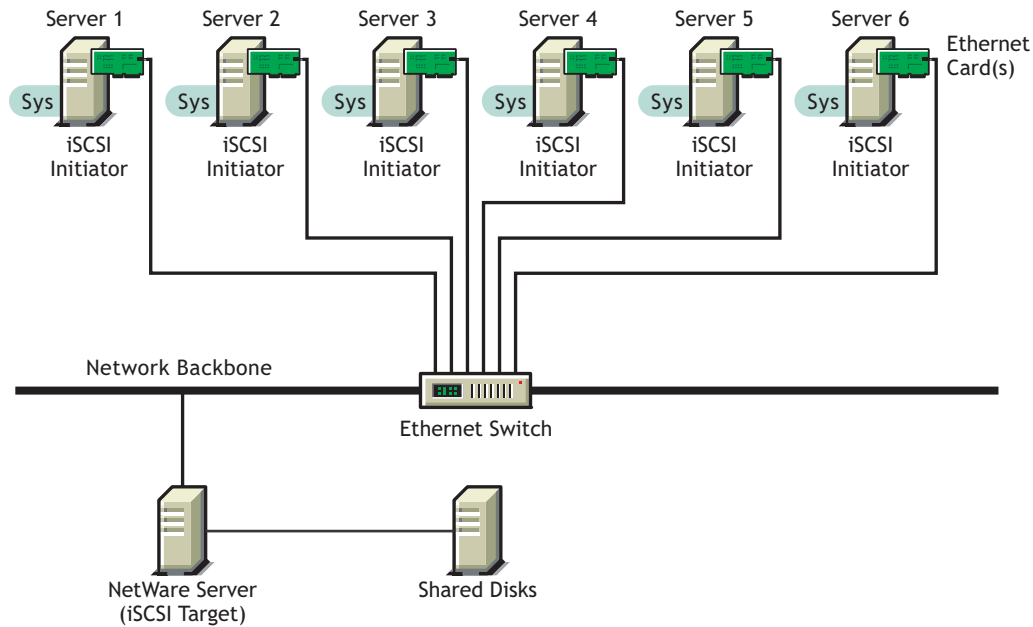 Server 1
Server 2
Server 3
Server 4
Server 5
Server 6
Ethernet
Card(s)
Sys
Sys
Sys
Sys
Sys
Sys
iSCSI
Initiator
iSCSI
Initiator
iSCSI
Initiator
iSCSI
Initiator
iSCSI
Initiator
iSCSI
Initiator
Network Backbone
Ethernet Switch
NetWare Server
(iSCSI Target)
Shared Disks